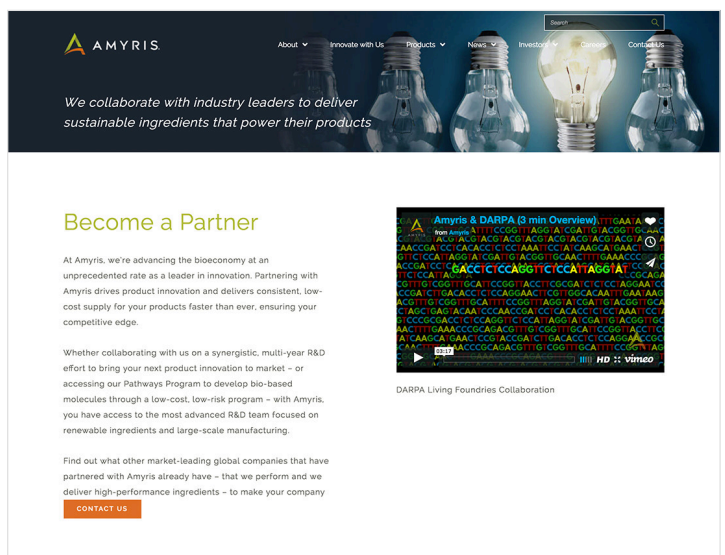 Search
AMYRIS
About Innovate with Us Products News Investors Careers Contact Us
We collaborate with industry leaders to deliver
sustainable ingredients that power their products
Become a Partner
At Amyris, we're advancing the bioeconomy at an
unprecedented rate as a leader in innovation. Partnering with
Amyris drives product innovation and delivers consistent, low-
cost supply for your products faster than ever, ensuring your
competitive edge.
Whether collaborating with us on a synergistic, multi-year R&D
effort to bring your next product innovation to market – or
accessing our Pathways Program to develop bio-based
molecules through a low-cost, low-risk program – with Amyris,
you have access to the most advanced R&D team focused on
renewable ingredients and large-scale manufacturing.
Find out what other market-leading global companies that have
partnered with Amyris already have – that we perform and we
deliver high-performance ingredients – to make your company
CONTACT US
Amyris & DARPA (3 min Overview)
from Amyris
AMYRIS
GACCTCTCCAGGTTCTCCATTAGGTAT
03:17
HD vimeo
DARPA Living Foundries Collaboration